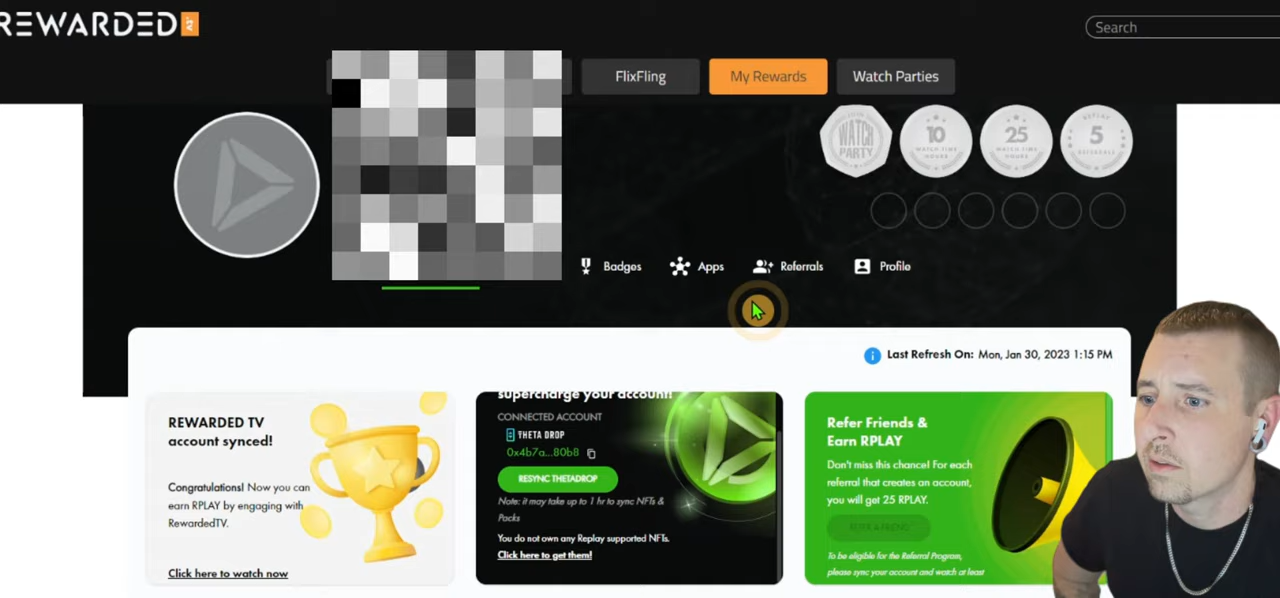 REWARDED
Search
FlixFling
My Rewards
Watch Parties
WATCH
PARTY
10
WATCH TIME
HOURS
25
WATCH TIME
HOURS
REPLAY
5
REFERRALS
Badges
Apps
Referrals
Profile
Last Refresh On: Mon, Jan 30, 2023 1:15 PM
REWARDED TV
account synced!
Congratulations! Now you can
earn RPLAY by engaging with
RewardedTV.
Click here to watch now
supercharge your account!
CONNECTED ACCOUNT
THETA DROP
0x4b7a...80b8
RESYNC THETADROP
Note: it may take up to 1 hr to sync NFTs &
Packs
You do not own any Replay supported NFTs.
Click here to get them!
Refer Friends &
Earn RPLAY
Don't miss this chance! For each
referral that creates an account,
you will get 25 RPLAY.
REFER A FRIEND
To be eligible for the Referral Program,
please sync your account and watch at least